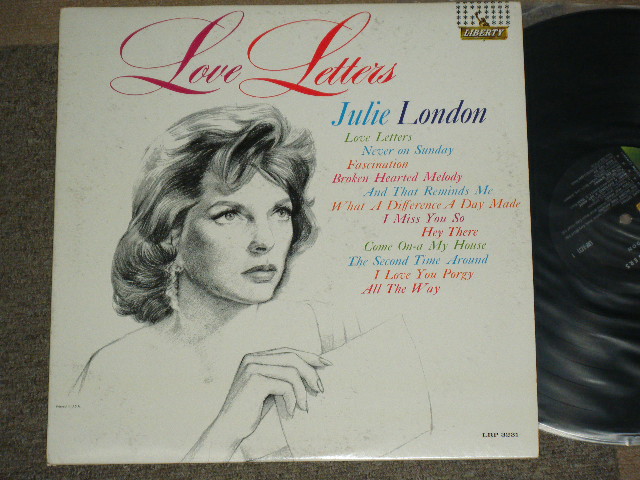 Love Letters
LIBERTY
Julie London
Love Letters
Never on Sunday
Fascination
Broken Hearted Melody
And That Reminds Me
What A Difference A Day Made
I Miss You So
Hey There
Come On-a My House
The Second Time Around
I Love You Porgy
All The Way
LRP 3231